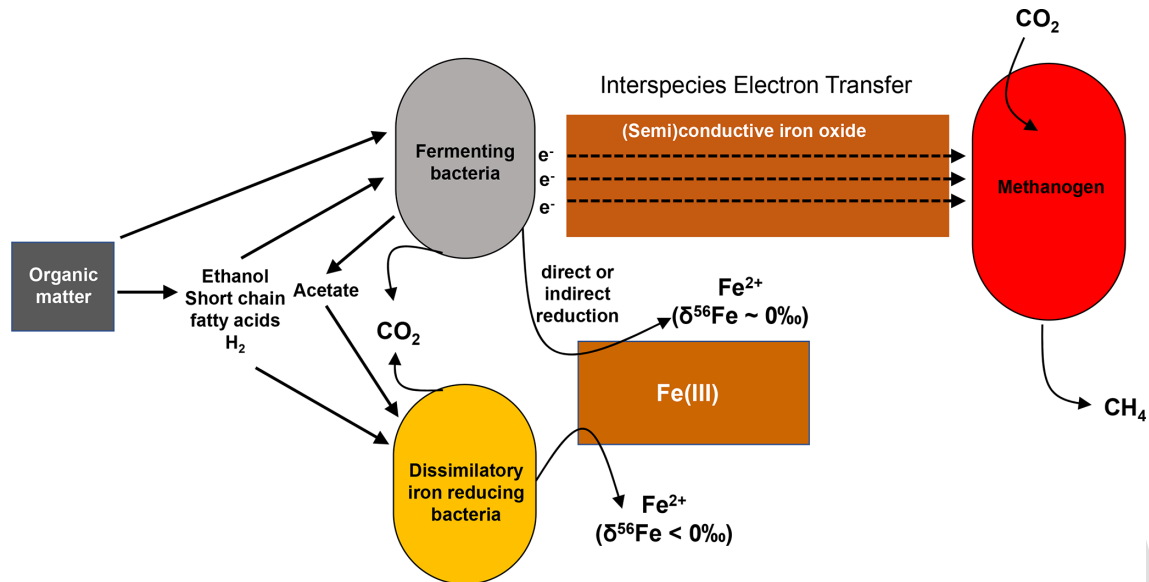 CO₂
Interspecies Electron Transfer
(Semi)conductive iron oxide
Fermenting
bacteria
e⁻
e⁻
e⁻
Methanogen
Organic
matter
Ethanol
Short chain
fatty acids
H₂
Acetate
CO₂
direct or
indirect
reduction
Fe²⁺
(δ⁵⁶Fe ~ 0‰)
Fe(III)
CH₄
Dissimilatory
iron reducing
bacteria
Fe²⁺
(δ⁵⁶Fe < 0‰)